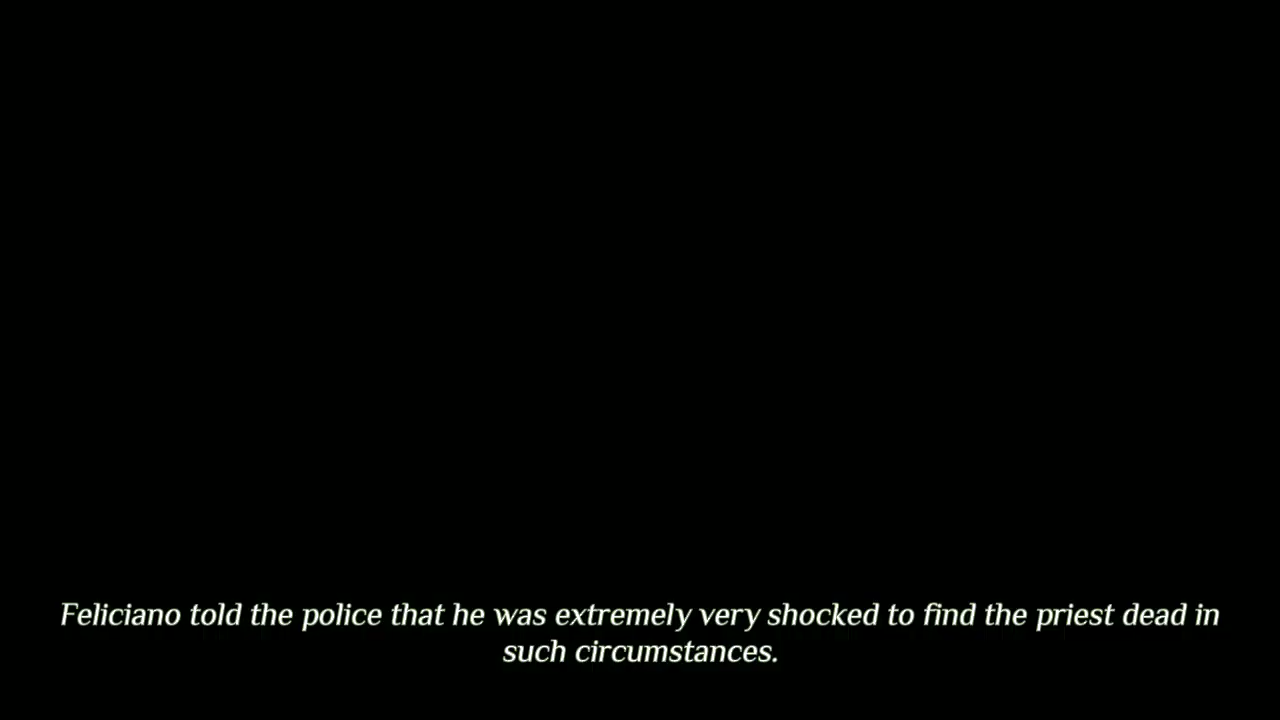 Feliciano told the police that he was extremely very shocked to find the priest dead in
such circumstances.